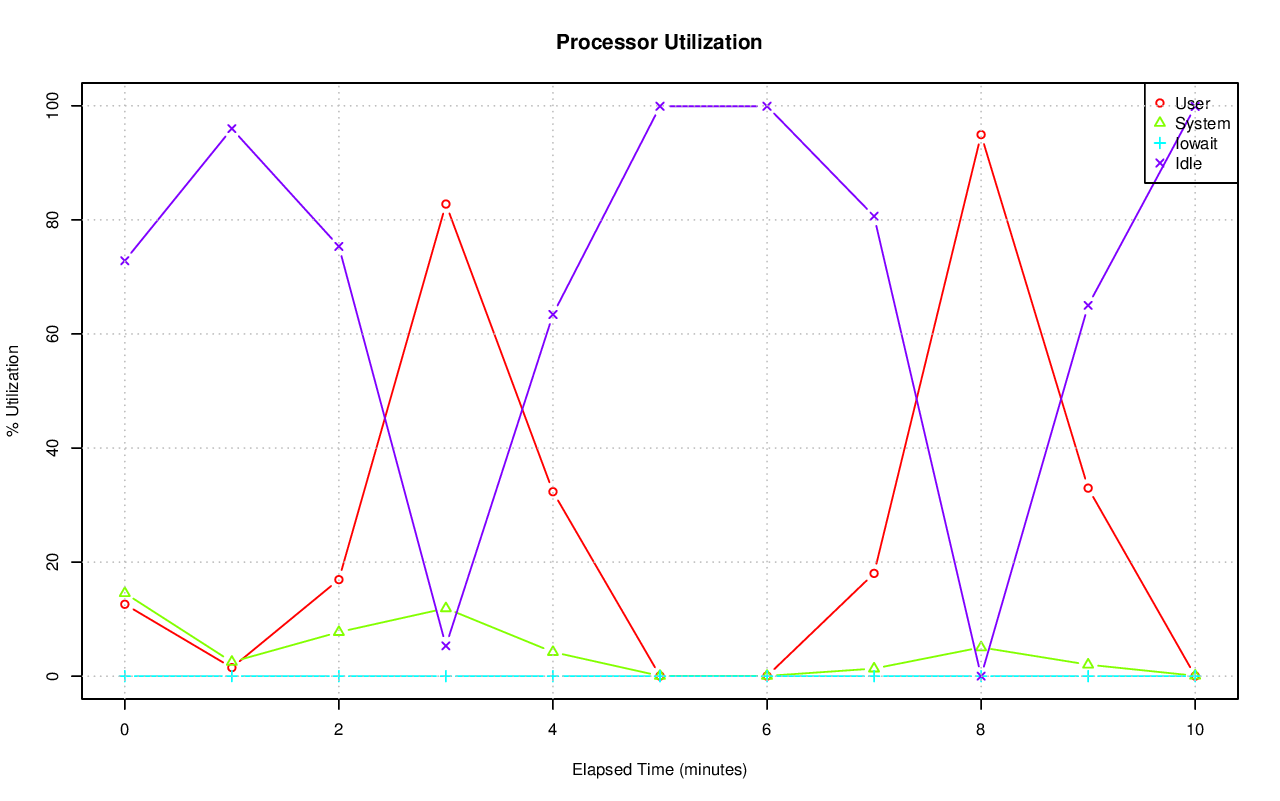 Processor Utilization
% Utilization
100
80
60
40
20
0
User
System
Iowait
Idle
0 2 4 6 8 10
Elapsed Time (minutes)